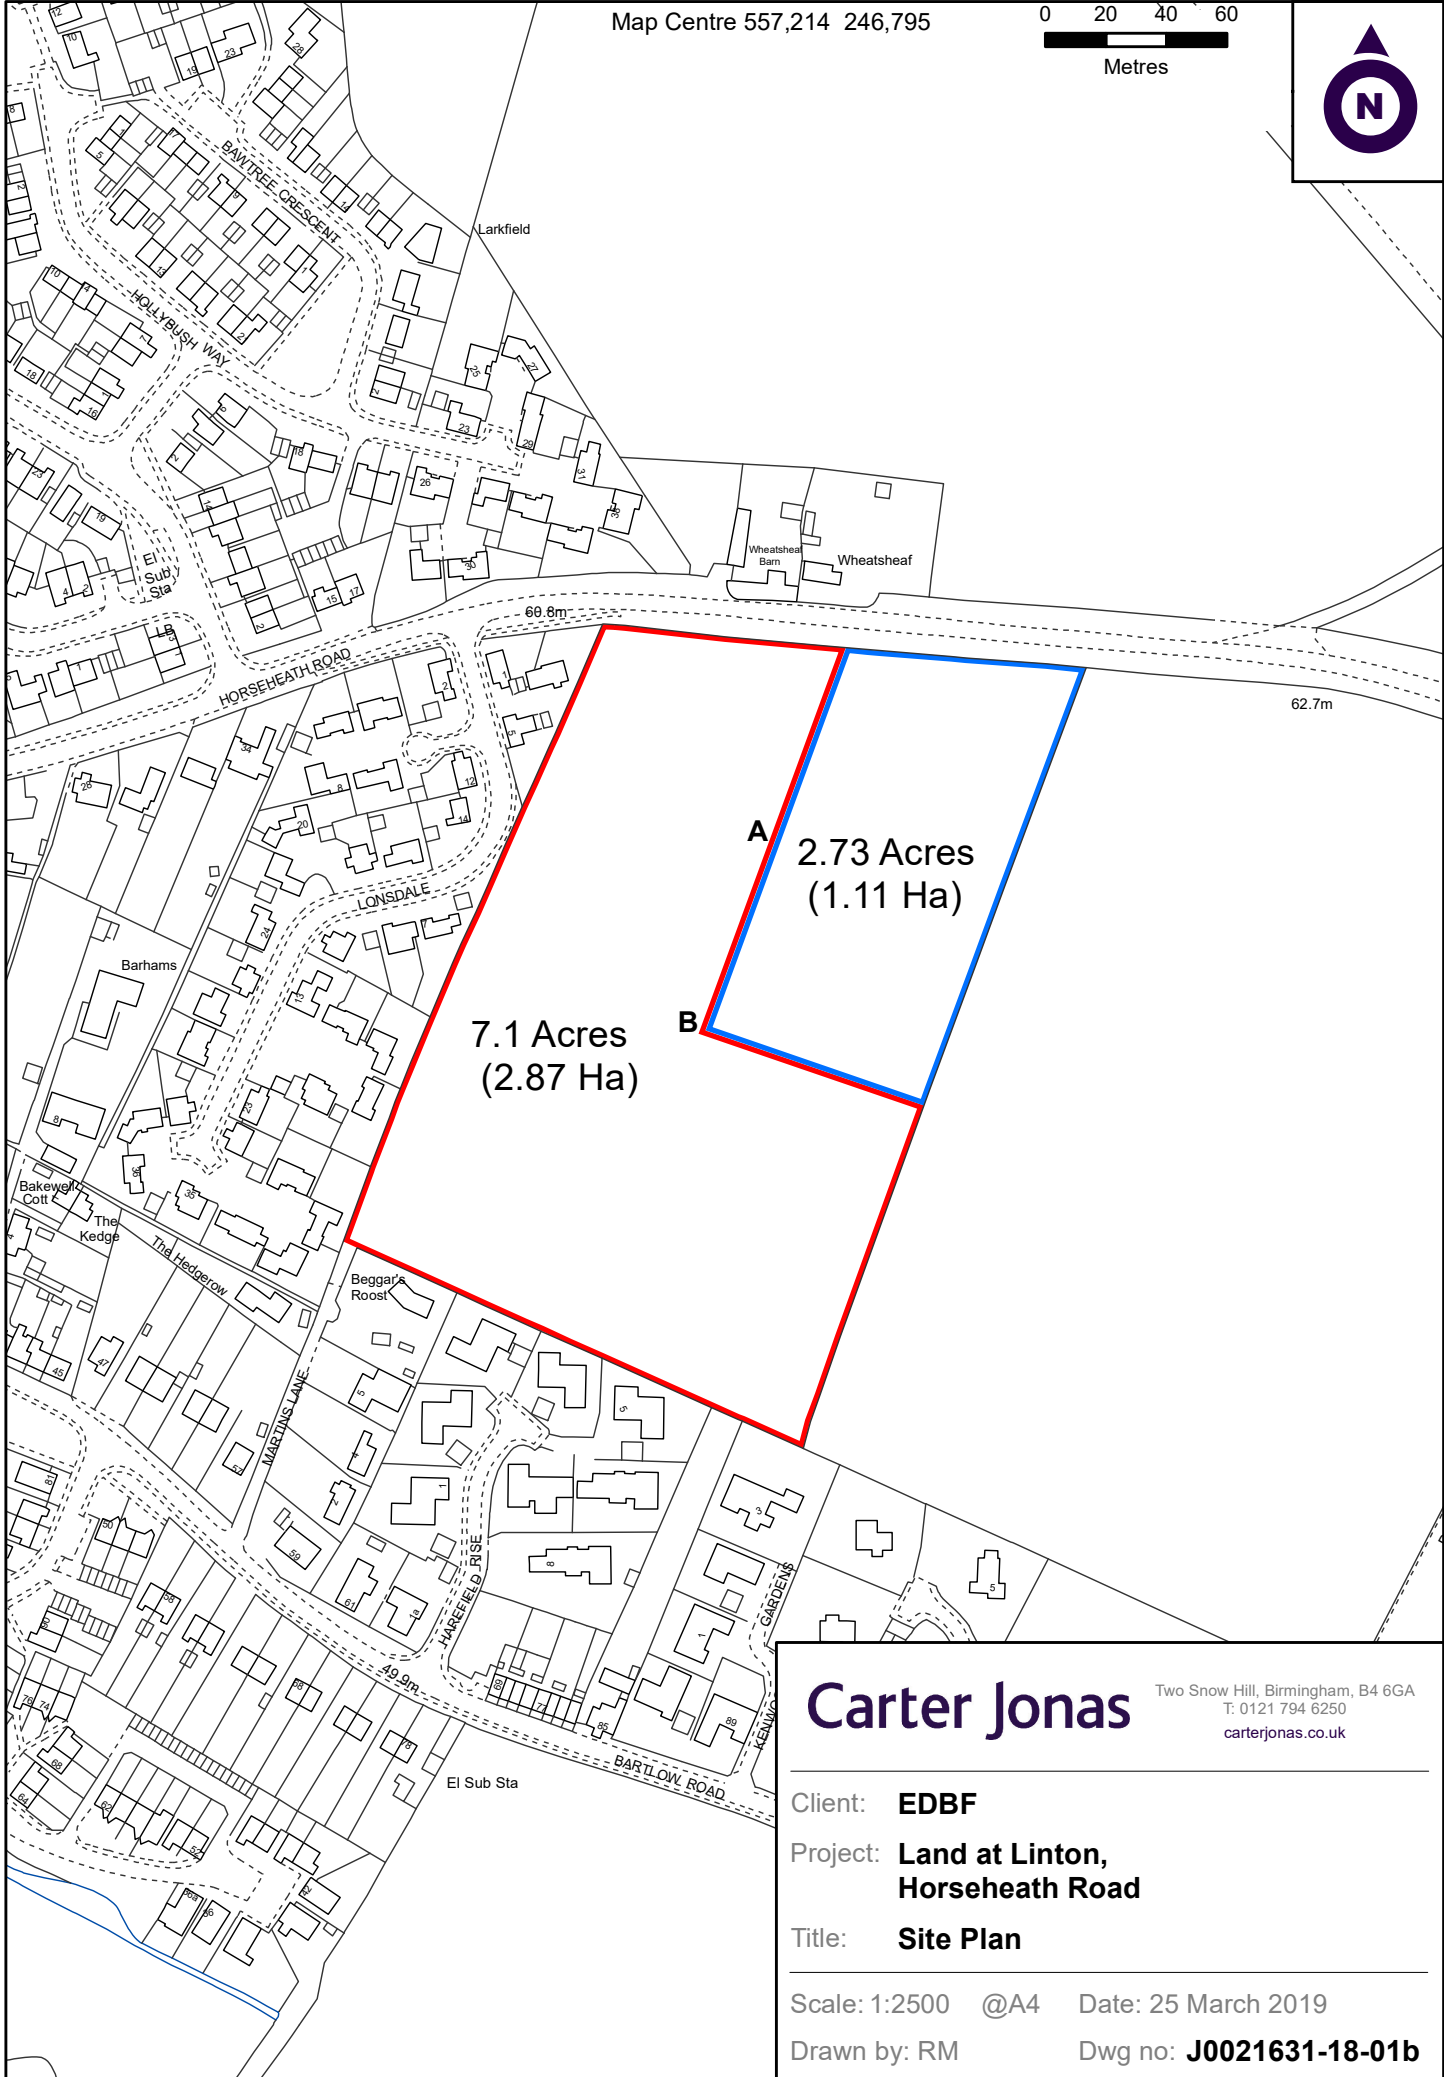 Map Centre 557,214 246,795
0 20 40 60
Metres
N
BAWTREE CRESCENT
Larkfield
HOLLYBUSH WAY
El
Sub
Sta
LB
HORSEHEATH ROAD
60.8m
Wheatsheaf
Barn
Wheatsheaf
62.7m
A
2.73 Acres
(1.11 Ha)
LONSDALE
Barhams
B
7.1 Acres
(2.87 Ha)
Bakewell
Cott
The
Kedge
The Hedgerow
Beggar's
Roost
MARTINS LANE
HAREFIELD RISE
GARDENS
KENWO
49.9m
BARTLOW ROAD
El Sub Sta
Carter Jonas
Two Snow Hill, Birmingham, B4 6GA
T: 0121 794 6250
carterjonas.co.uk
Client: EDBF
Project: Land at Linton,
Horseheath Road
Title: Site Plan
Scale: 1:2500 @A4 Date: 25 March 2019
Drawn by: RM Dwg no: J0021631-18-01b